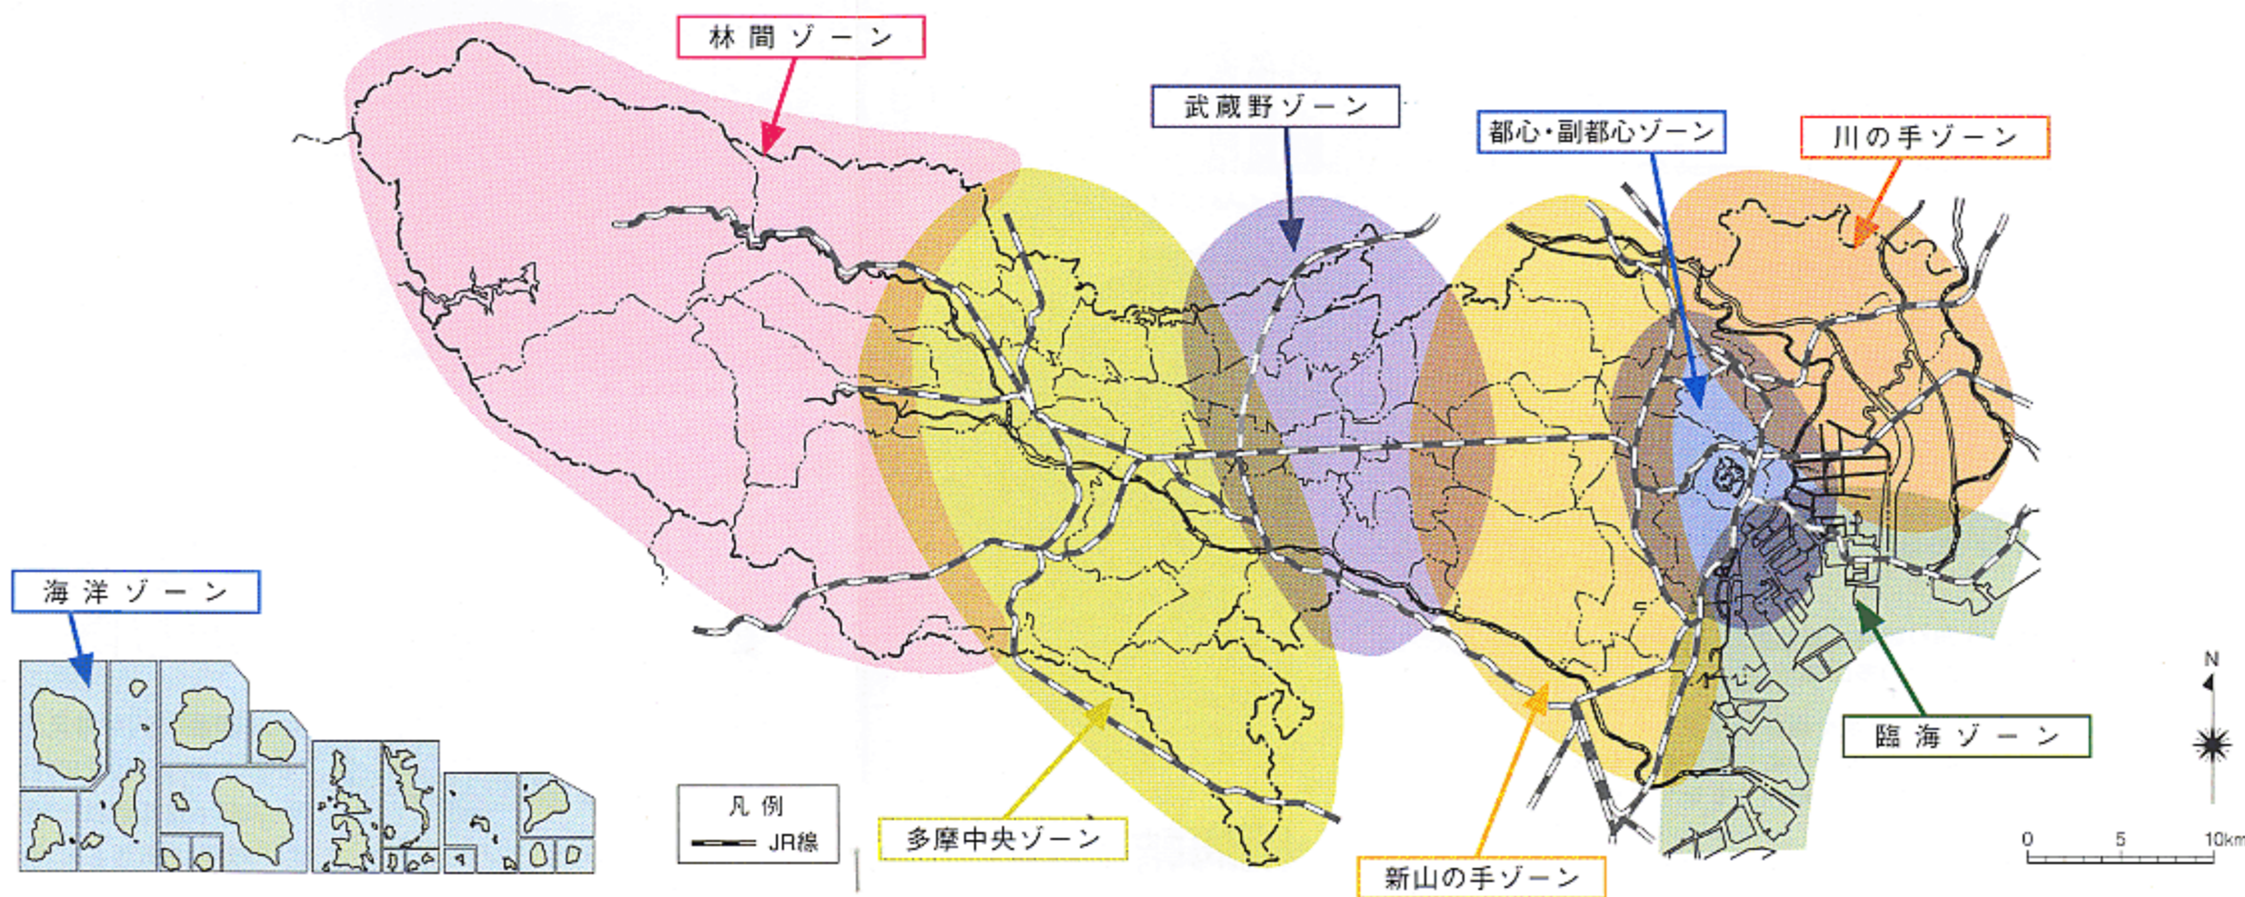 林間ゾーン
武蔵野ゾーン
都心・副都心ゾーン
川の手ゾーン
海洋ゾーン
臨海ゾーン
多摩中央ゾーン
新山の手ゾーン
凡例
JR線
N
0 5 10km